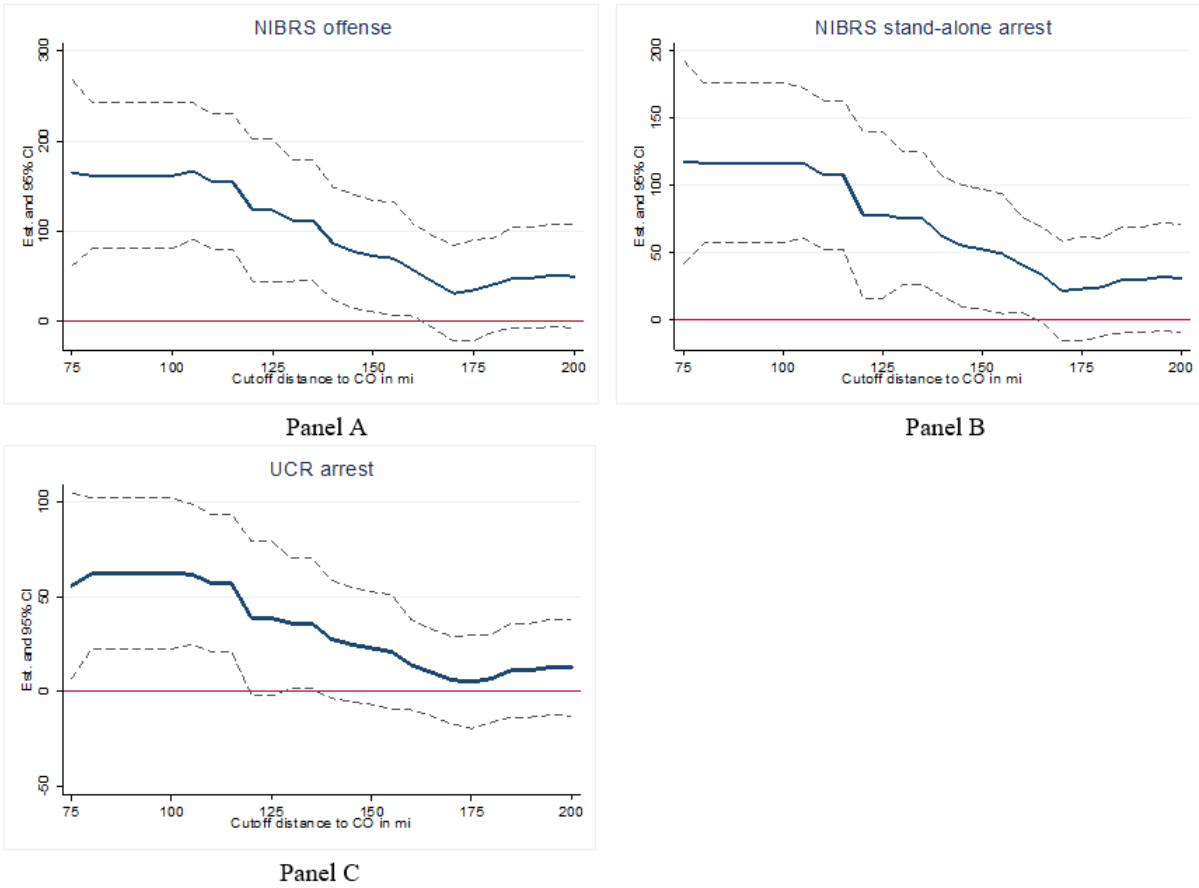 NIBRS offense
Est. and 95% CI
300
200
100
0
75
100
125
150
175
200
Cutoff distance to CO in mi
Panel A
NIBRS stand-alone arrest
Est. and 95% CI
200
150
100
50
0
75
100
125
150
175
200
Cutoff distance to CO in mi
Panel B
UCR arrest
Est. and 95% CI
100
50
0
-50
75
100
125
150
175
200
Cutoff distance to CO in mi
Panel C